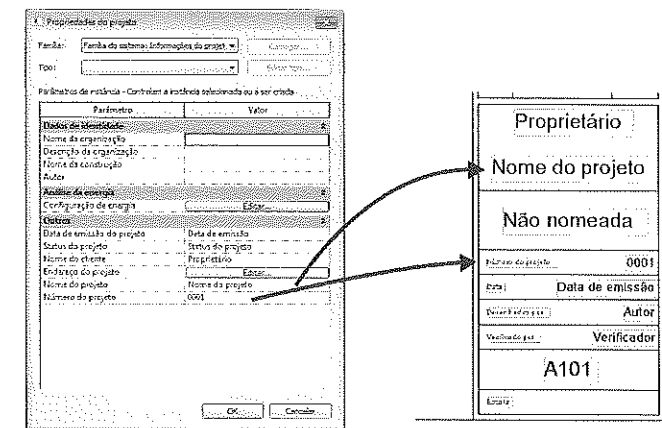 Propriedades do projeto
Família: Família do sistema: Informações do projet Carregar...
Tipo: Editar tipo...
Parâmetros de instância - Controlam a instância selecionada ou a ser criada
Parâmetro Valor
Dados de identidade
Nome da organização
Descrição da organização
Nome da construção
Autor
Análise de energia
Configuração de energia Editar...
Outros
Data de emissão do projeto Data de emissão
Status do projeto Status do projeto
Nome do cliente Proprietário
Endereço do projeto Editar...
Nome do projeto Nome do projeto
Número do projeto 0001
OK Cancelar
Proprietário
Nome do projeto
Não nomeada
Número do projeto 0001
Data Data de emissão
Desenhado por Autor
Verificado por Verificador
A101
Escala